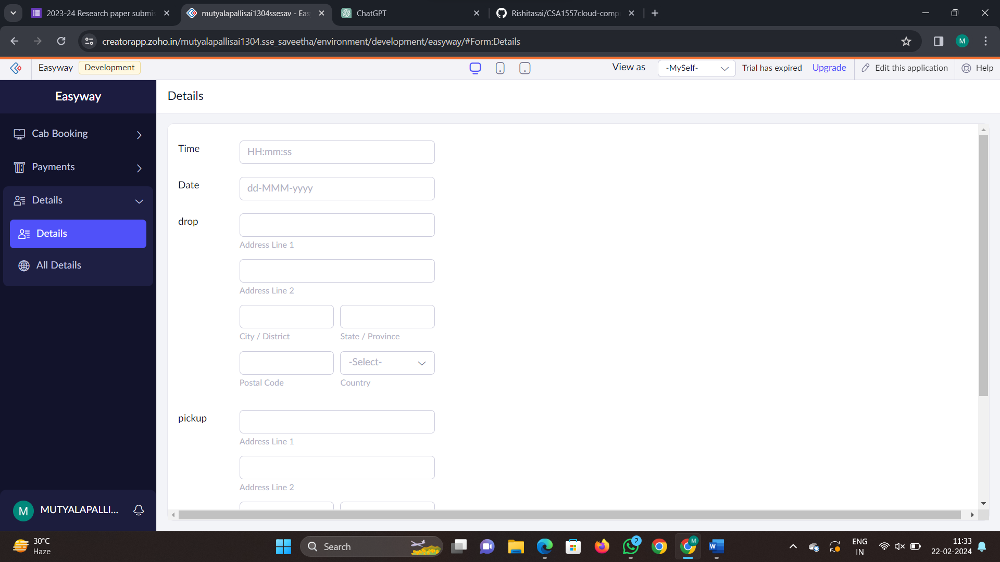 2023-24 Research paper submis
mutyalapallisai1304ssesav - Eas
ChatGPT
Rishitasai/CSA1557cloud-comp
creatorapp.zoho.in/mutyalapallisai1304.sse_saveetha/environment/development/easyway/#Form:Details
M
Easyway
Development
View as
-MySelf-
Trial has expired
Upgrade
Edit this application
Help
Easyway
Cab Booking
Payments
Details
Details
All Details
M
MUTYALAPALLI...
Details
Time
HH:mm:ss
Date
dd-MMM-yyyy
drop
Address Line 1
Address Line 2
City / District
State / Province
-Select-
Postal Code
Country
pickup
Address Line 1
Address Line 2
30°C
Haze
Search
2
M
W
ENG
IN
11:33
22-02-2024